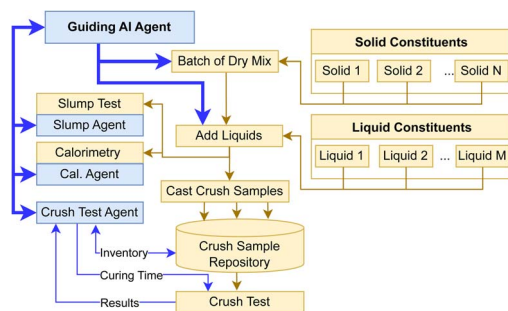 Guiding AI Agent
Batch of Dry Mix
Solid Constituents
Solid 1 Solid 2 ... Solid N
Slump Test
Slump Agent
Add Liquids
Liquid Constituents
Liquid 1 Liquid 2 ... Liquid M
Calorimetry
Cal. Agent
Cast Crush Samples
Crush Test Agent
Inventory
Crush Sample
Repository
Curing Time
Results
Crush Test